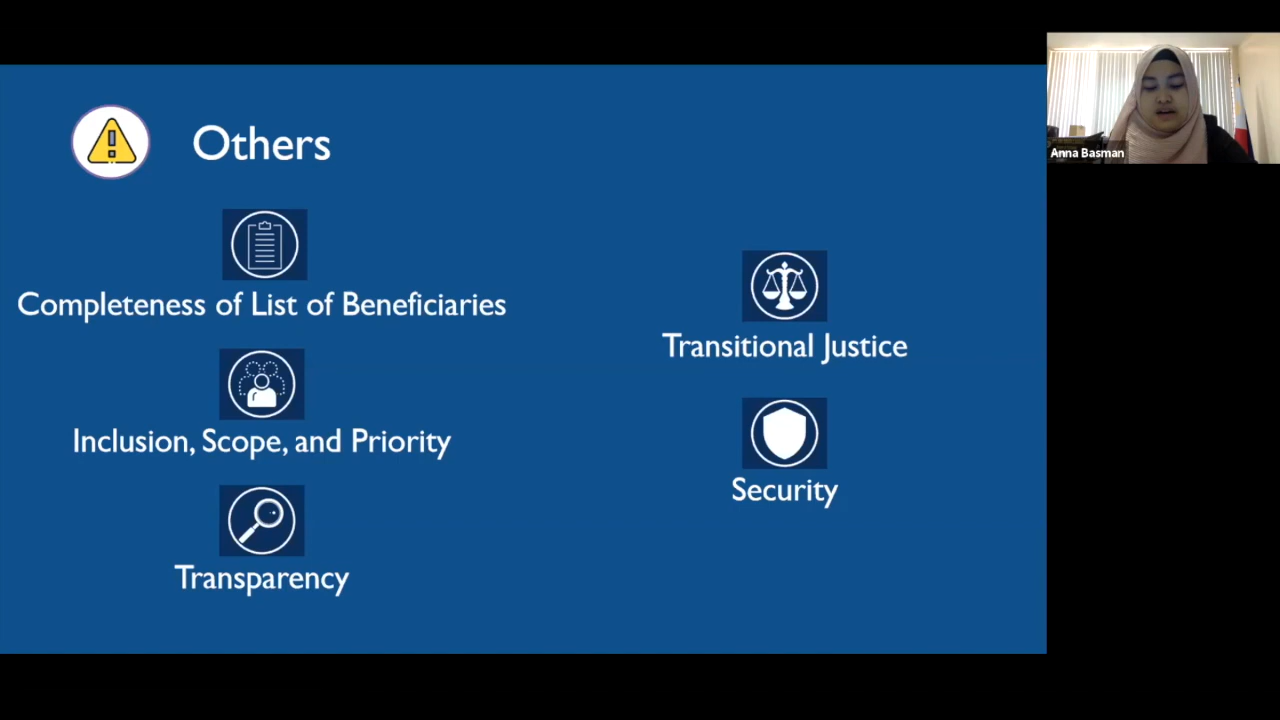 Others
Completeness of List of Beneficiaries
Inclusion, Scope, and Priority
Transparency
Transitional Justice
Security
Anna Basman